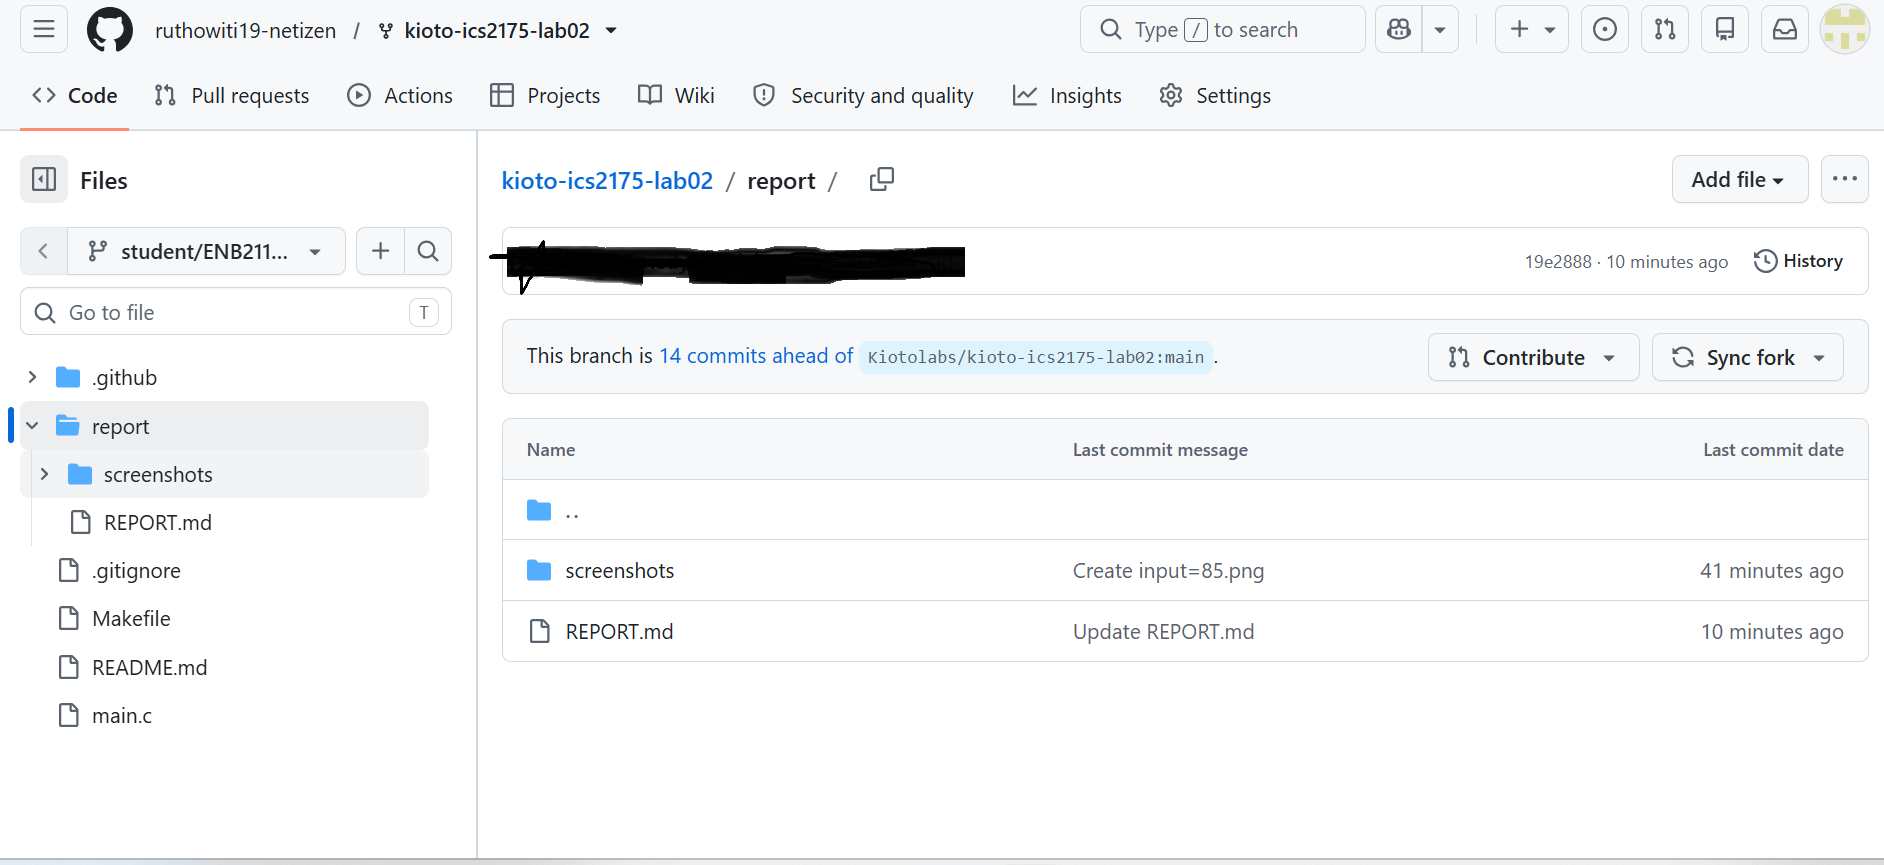 ruthowiti19-netizen / kioto-ics2175-lab02
Type / to search
Code Pull requests Actions Projects Wiki Security and quality Insights Settings
Files
student/ENB211...
Go to file T
.github
report
screenshots
REPORT.md
.gitignore
Makefile
README.md
main.c
kioto-ics2175-lab02 / report /
Add file
19e2888 · 10 minutes ago History
This branch is 14 commits ahead of Kiotolabs/kioto-ics2175-lab02:main .
Contribute Sync fork
Name Last commit message Last commit date
..
screenshots Create input=85.png 41 minutes ago
REPORT.md Update REPORT.md 10 minutes ago